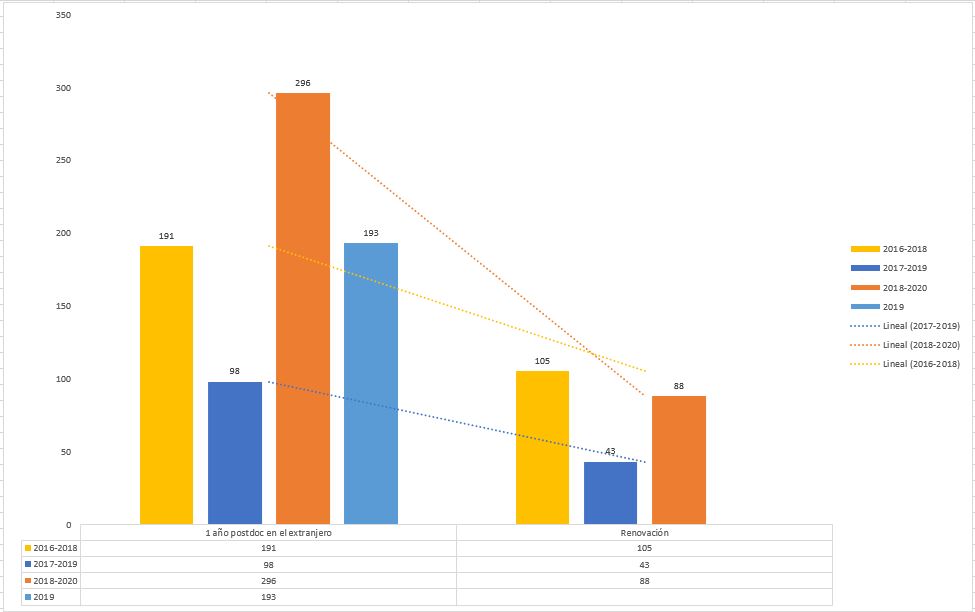 350
300
250
200
150
100
50
0
191
98
296
193
105
43
88
2016-2018
2017-2019
2018-2020
2019
Lineal (2017-2019)
Lineal (2018-2020)
Lineal (2016-2018)
1 año postdoc en el extranjero Renovación
2016-2018 191 105
2017-2019 98 43
2018-2020 296 88
2019 193